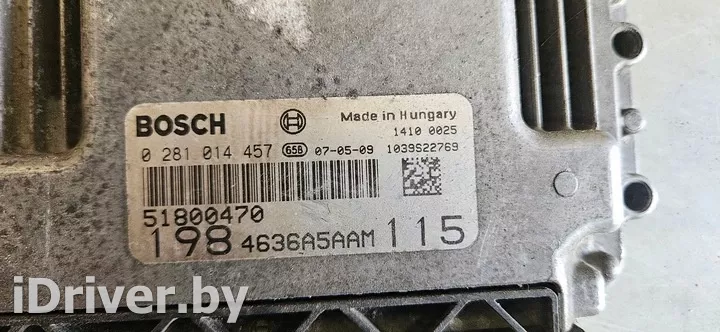 BOSCH
Made in Hungary
1410 0025
0 281 014 457 65B 07-05-09 1039S22769
51800470
198 4636A5AAM 115
iDriver.by